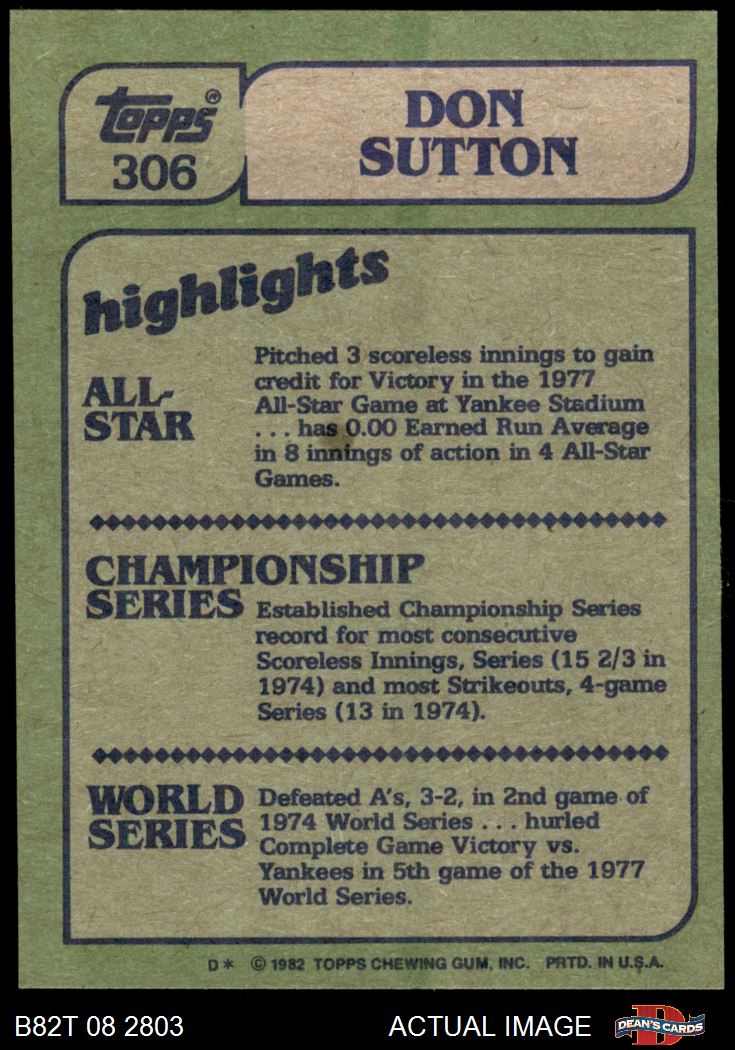 Topps®
306
DON
SUTTON
highlights
ALL-
STAR
Pitched 3 scoreless innings to gain
credit for Victory in the 1977
All-Star Game at Yankee Stadium
. . . has 0.00 Earned Run Average
in 8 innings of action in 4 All-Star
Games.
CHAMPIONSHIP
SERIES
Established Championship Series
record for most consecutive
Scoreless Innings, Series (15 2/3 in
1974) and most Strikeouts, 4-game
Series (13 in 1974).
WORLD
SERIES
Defeated A's, 3-2, in 2nd game of
1974 World Series . . . hurled
Complete Game Victory vs.
Yankees in 5th game of the 1977
World Series.
D* © 1982 TOPPS CHEWING GUM, INC. PRTD. IN U.S.A.
B82T 08 2803
ACTUAL IMAGE
D
DEAN'S CARDS